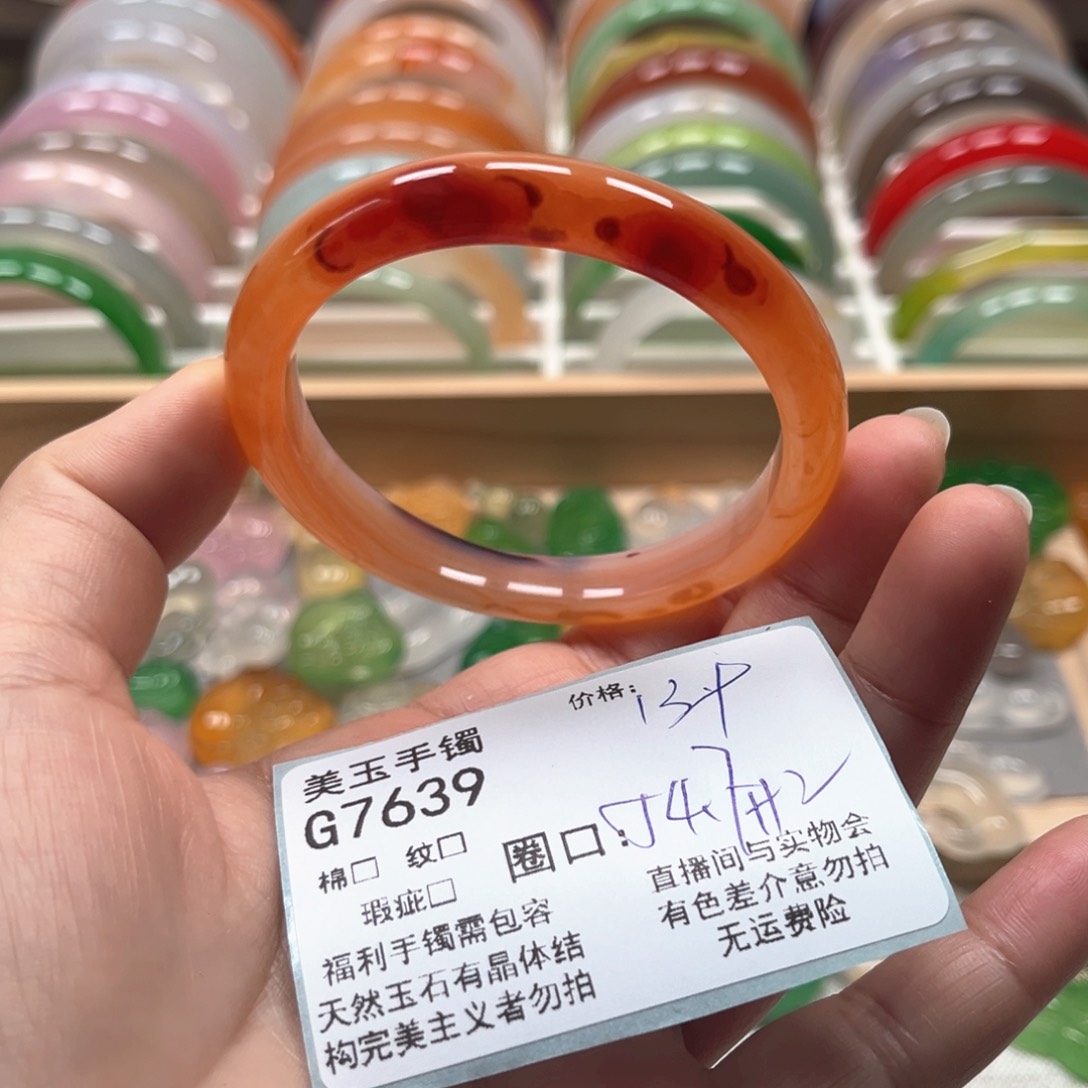 价格:
美玉手镯
G7639
棉□ 纹□
圈口:
瑕疵□
直播间与实物会
有色差介意勿拍
无运费险
福利手镯需包容
天然玉石有晶体结
构完美主义者勿拍